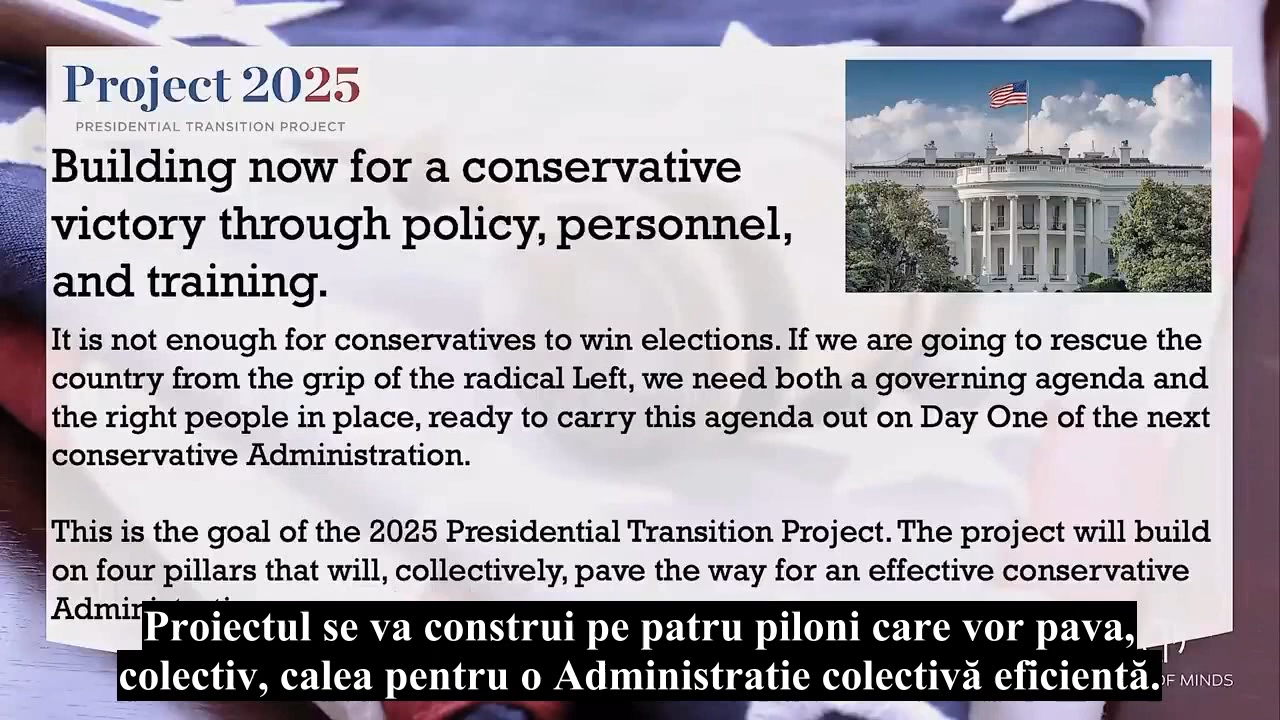 Project 2025
PRESIDENTIAL TRANSITION PROJECT
Building now for a conservative
victory through policy, personnel,
and training.
It is not enough for conservatives to win elections. If we are going to rescue the
country from the grip of the radical Left, we need both a governing agenda and
the right people in place, ready to carry this agenda out on Day One of the next
conservative Administration.
This is the goal of the 2025 Presidential Transition Project. The project will build
on four pillars that will, collectively, pave the way for an effective conservative
Proiectul se va construi pe patru piloni care vor pava,
colectiv, calea pentru o Administratie colectivă eficientă.
OF MINDS